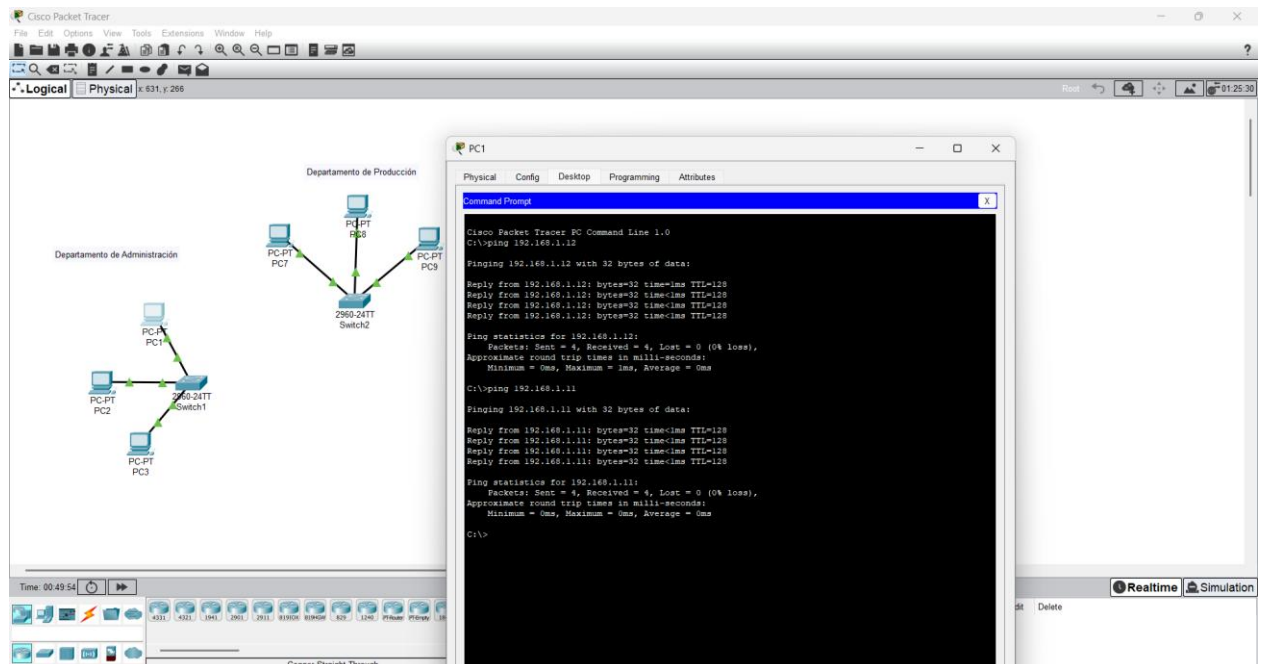 Cisco Packet Tracer
File Edit Options View Tools Extensions Window Help
?
Logical Physical x: 631, y: 266 Root 01:25:30
Departamento de Producción
PC-PT
PC8
PC-PT
PC7
PC-PT
PC9
2960-24TT
Switch2
Departamento de Administración
PC-PT
PC1
PC-PT
PC2
2960-24TT
Switch1
PC-PT
PC3
PC1
Physical Config Desktop Programming Attributes
Command Prompt X
Cisco Packet Tracer PC Command Line 1.0
C:\>ping 192.168.1.12
Pinging 192.168.1.12 with 32 bytes of data:
Reply from 192.168.1.12: bytes=32 time=1ms TTL=128
Reply from 192.168.1.12: bytes=32 time<1ms TTL=128
Reply from 192.168.1.12: bytes=32 time<1ms TTL=128
Reply from 192.168.1.12: bytes=32 time<1ms TTL=128
Ping statistics for 192.168.1.12:
Packets: Sent = 4, Received = 4, Lost = 0 (0% loss),
Approximate round trip times in milli-seconds:
Minimum = 0ms, Maximum = 1ms, Average = 0ms
C:\>ping 192.168.1.11
Pinging 192.168.1.11 with 32 bytes of data:
Reply from 192.168.1.11: bytes=32 time<1ms TTL=128
Reply from 192.168.1.11: bytes=32 time<1ms TTL=128
Reply from 192.168.1.11: bytes=32 time<1ms TTL=128
Reply from 192.168.1.11: bytes=32 time<1ms TTL=128
Ping statistics for 192.168.1.11:
Packets: Sent = 4, Received = 4, Lost = 0 (0% loss),
Approximate round trip times in milli-seconds:
Minimum = 0ms, Maximum = 0ms, Average = 0ms
C:\>
Time: 00:49:54
Realtime Simulation
4331 4321 1941 2901 2911 819IOX 819HGW 829 1240 PT-Router PT-Empty
dit Delete
Copper Straight-Through